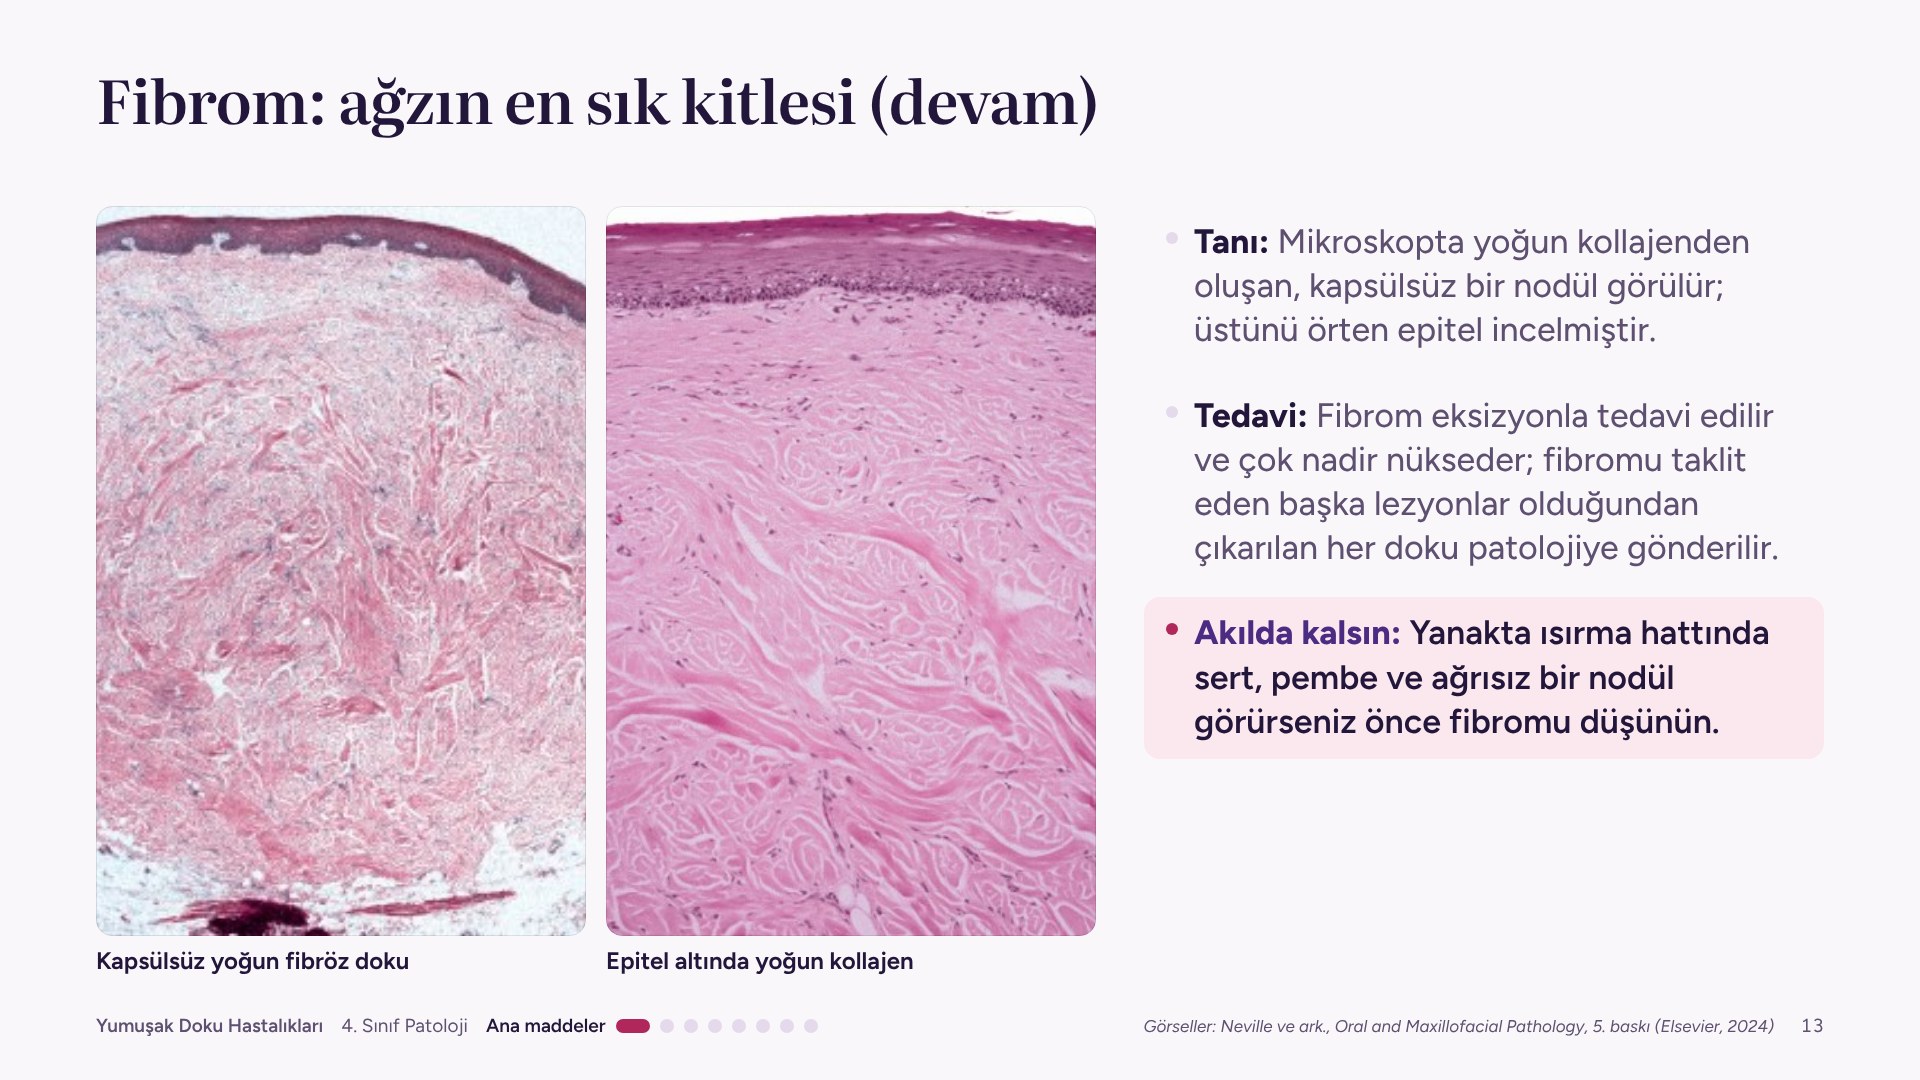 Fibrom: ağzın en sık kitlesi (devam)
Tanı: Mikroskopta yoğun kollajenden
oluşan, kapsülsüz bir nodül görülür;
üstünü örten epitel incelmiştir.
Tedavi: Fibrom eksizyonla tedavi edilir
ve çok nadir nükseder; fibromu taklit
eden başka lezyonlar olduğundan
çıkarılan her doku patolojiye gönderilir.
Akılda kalsın: Yanakta ısırma hattında
sert, pembe ve ağrısız bir nodül
görürseniz önce fibromu düşünün.
Kapsülsüz yoğun fibröz doku
Epitel altında yoğun kollajen
Yumuşak Doku Hastalıkları 4. Sınıf Patoloji Ana maddeler
Görseller: Neville ve ark., Oral and Maxillofacial Pathology, 5. baskı (Elsevier, 2024) 13